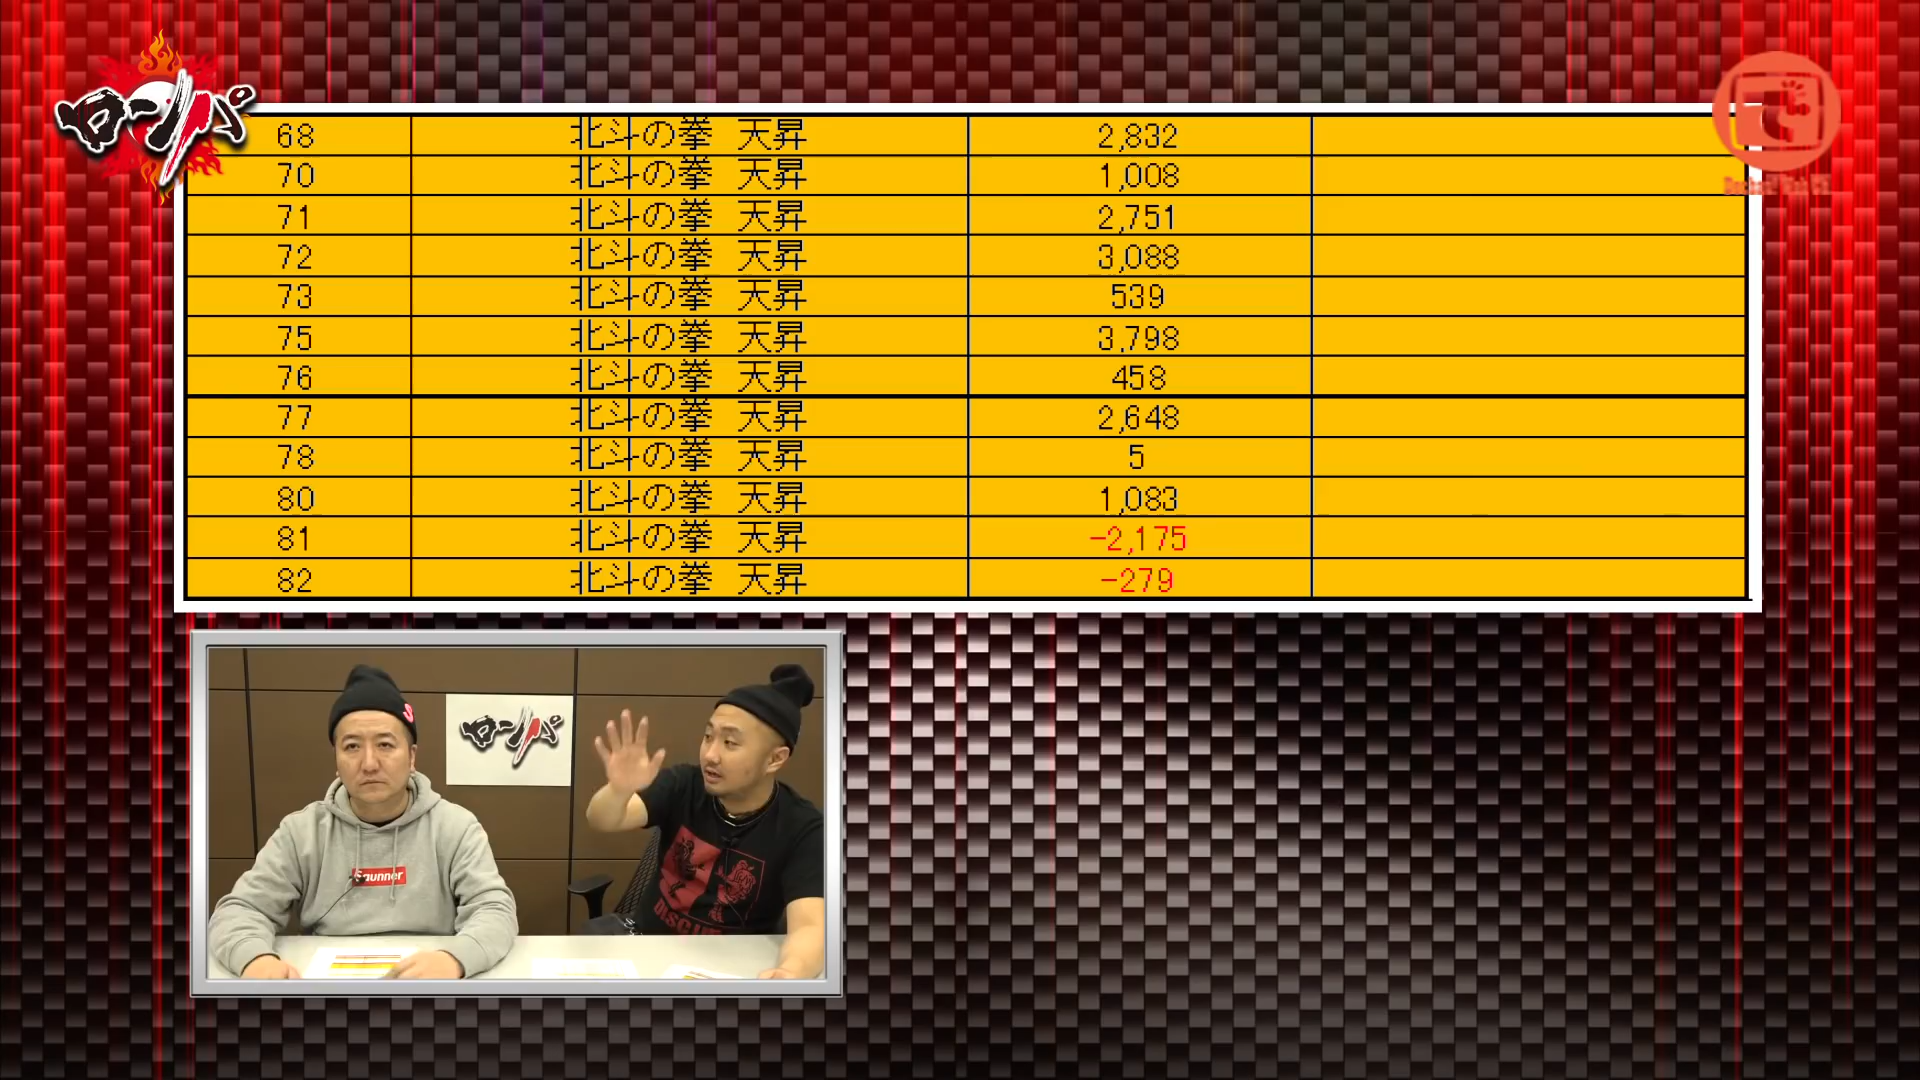 ローリパ
68 北斗の拳 天昇 2,832
70 北斗の拳 天昇 1,008
71 北斗の拳 天昇 2,751
72 北斗の拳 天昇 3,088
73 北斗の拳 天昇 539
75 北斗の拳 天昇 3,798
76 北斗の拳 天昇 458
77 北斗の拳 天昇 2,648
78 北斗の拳 天昇 5
80 北斗の拳 天昇 1,083
81 北斗の拳 天昇 -2,175
82 北斗の拳 天昇 -279
ローリパ
Saunner